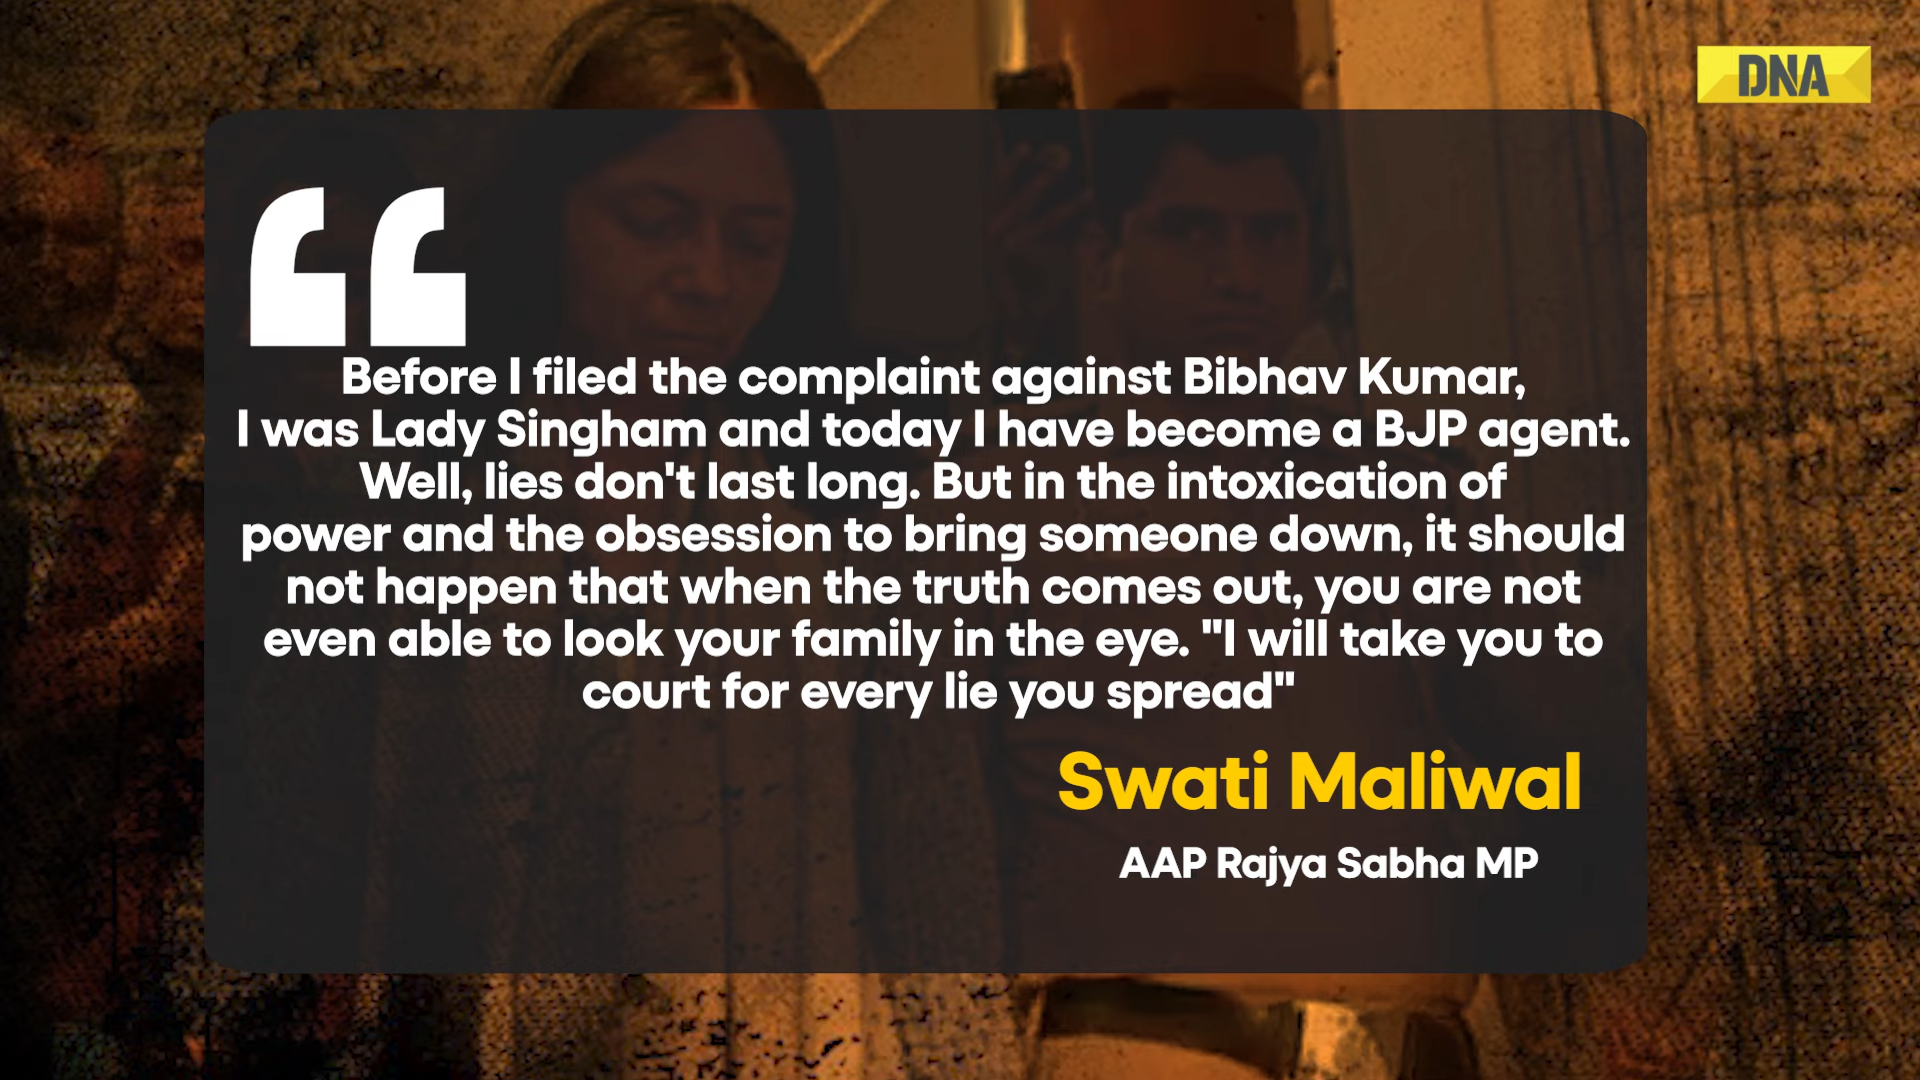 DNA
“
Before I filed the complaint against Bibhav Kumar,
I was Lady Singham and today I have become a BJP agent.
Well, lies don't last long. But in the intoxication of
power and the obsession to bring someone down, it should
not happen that when the truth comes out, you are not
even able to look your family in the eye. "I will take you to
court for every lie you spread"
Swati Maliwal
AAP Rajya Sabha MP